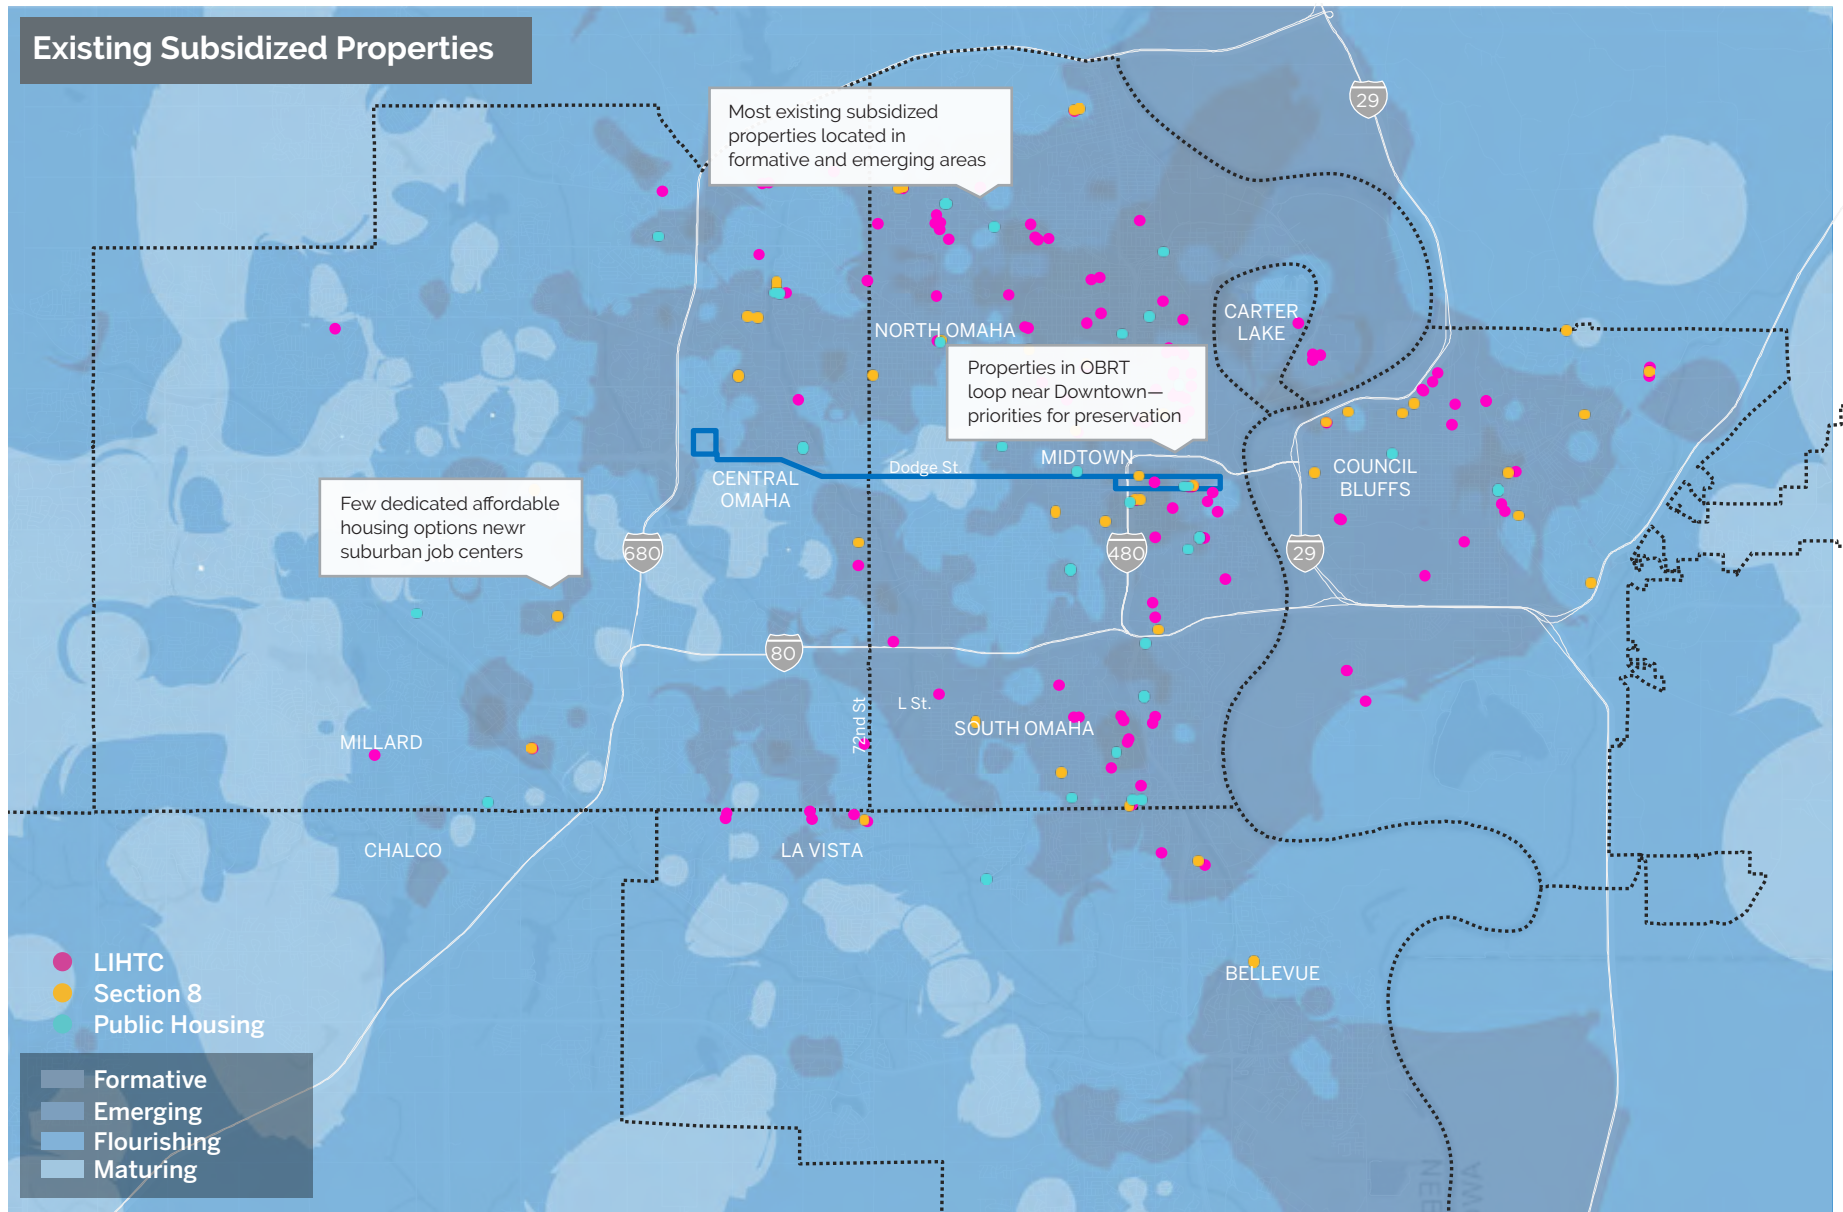 Existing Subsidized Properties
29
Most existing subsidized
properties located in
formative and emerging areas
CARTER
LAKE
NORTH OMAHA
Properties in OBRT
loop near Downtown—
priorities for preservation
MIDTOWN
Dodge St.
CENTRAL
OMAHA
COUNCIL
BLUFFS
Few dedicated affordable
housing options newr
suburban job centers
680
480
29
80
72nd St
L St.
SOUTH OMAHA
MILLARD
CHALCO
LA VISTA
BELLEVUE
LIHTC
Section 8
Public Housing
Formative
Emerging
Flourishing
Maturing